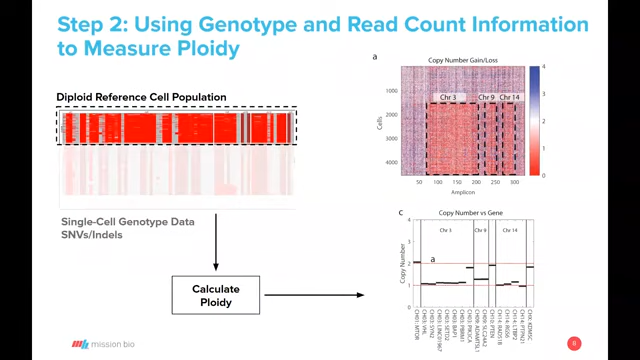 Step 2: Using Genotype and Read Count Information
to Measure Ploidy
Diploid Reference Cell Population
Single-Cell Genotype Data
SNVs/Indels
Calculate
Ploidy
a
Copy Number Gain/Loss
Chr 3
Chr 9
Chr 14
Cells
1000
2000
3000
4000
50
100
150
200
250
300
Amplicon
4
3
2
1
0
c
Copy Number vs Gene
Chr 3
Chr 9
Chr 14
a
Copy Number
4
3
2
1
0
mission bio
8